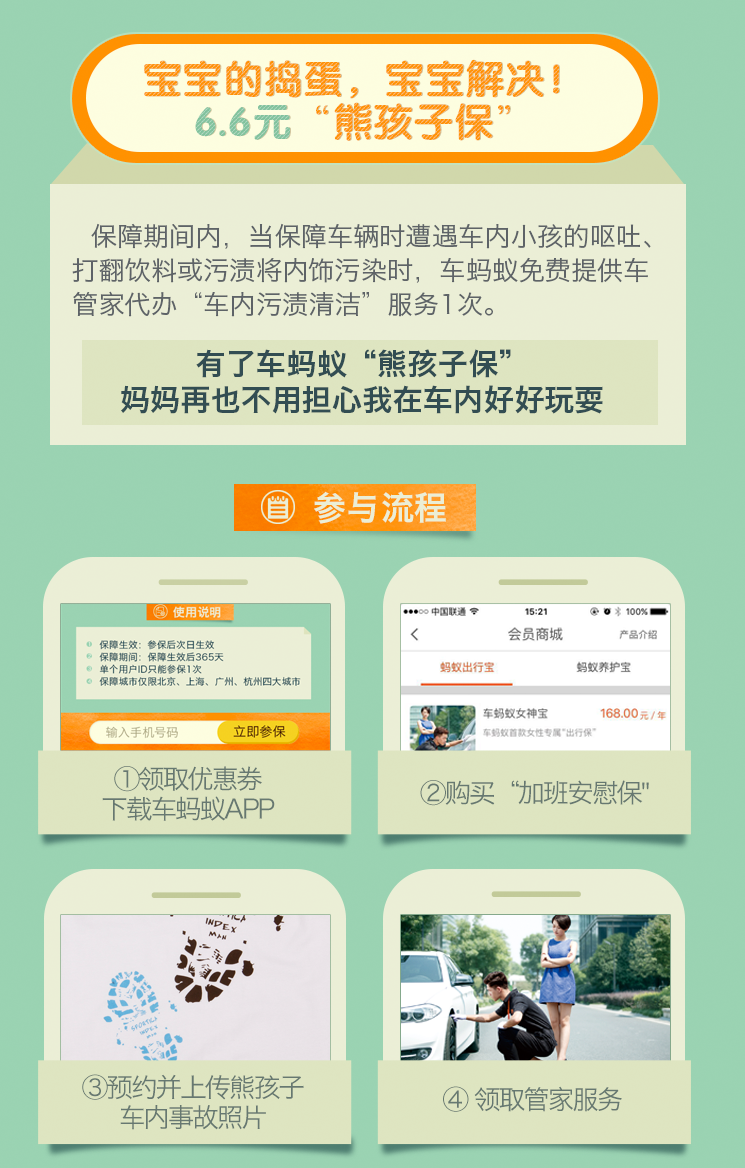 宝宝的捣蛋，宝宝解决！
6.6元“熊孩子保”
保障期间内，当保障车辆时遭遇车内小孩的呕吐、
打翻饮料或污渍将内饰污染时，车蚂蚁免费提供车
管家代办“车内污渍清洁”服务1次。
有了车蚂蚁“熊孩子保”
妈妈再也不用担心我在车内好好玩耍
参与流程
使用说明
保障生效：参保后次日生效
保障期间：保障生效后365天
单个用户ID只能参保1次
保障城市仅限北京、上海、广州、杭州四大城市
输入手机号码
立即参保
①领取优惠券
下载车蚂蚁APP
中国联通 15:21 100%
会员商城 产品介绍
蚂蚁出行宝 蚂蚁养护宝
车蚂蚁女神宝 168.00元/年
车蚂蚁首款女性专属“出行保”
②购买“加班安慰保"
SPORTICA
INDEX
MAN
SPORTICA
INDEX
MAN
③预约并上传熊孩子
车内事故照片
④ 领取管家服务